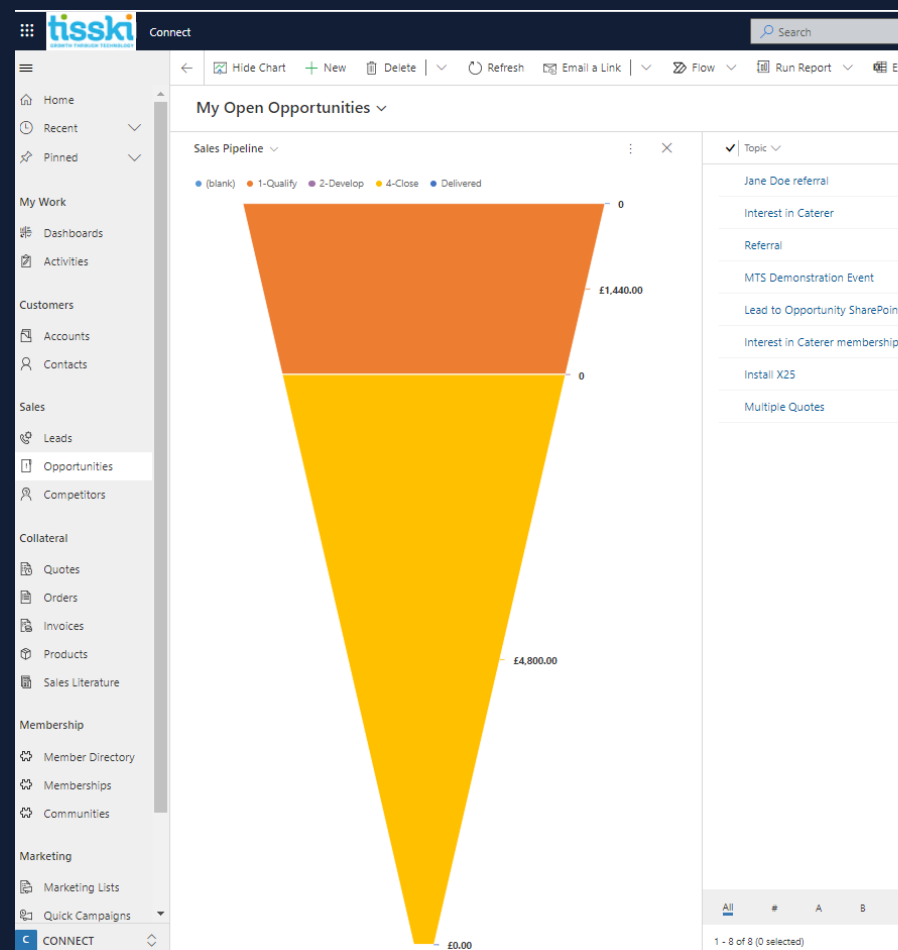 tisski
GROWTH THROUGH TECHNOLOGY
Connect
Search
Hide Chart
New
Delete
Refresh
Email a Link
Flow
Run Report
E
Home
Recent
Pinned
My Work
Dashboards
Activities
Customers
Accounts
Contacts
Sales
Leads
Opportunities
Competitors
Collateral
Quotes
Orders
Invoices
Products
Sales Literature
Membership
Member Directory
Memberships
Communities
Marketing
Marketing Lists
Quick Campaigns
C CONNECT
My Open Opportunities
Sales Pipeline
(blank) 1-Qualify 2-Develop 4-Close Delivered
0
£1,440.00
0
£4,800.00
£0.00
Topic
Jane Doe referral
Interest in Caterer
Referral
MTS Demonstration Event
Lead to Opportunity SharePoin
Interest in Caterer membership
Install X25
Multiple Quotes
All # A B
1 - 8 of 8 (0 selected)